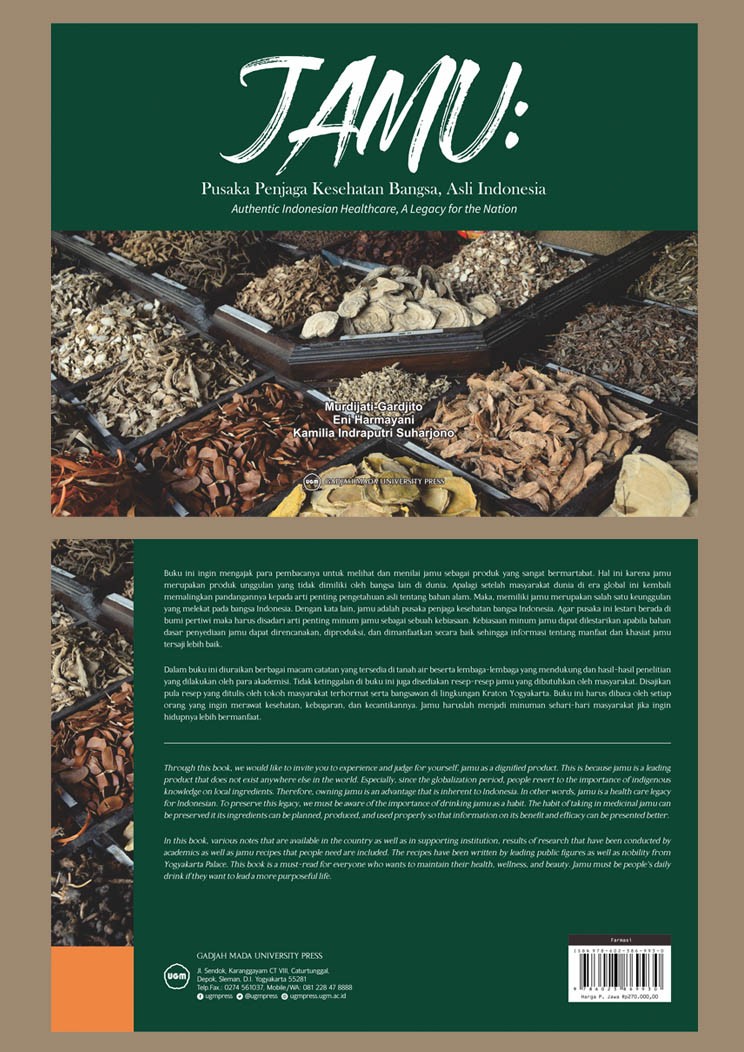 JAMU:
Pusaka Penjaga Kesehatan Bangsa, Asli Indonesia
Authentic Indonesian Healthcare, A Legacy for the Nation
Murdijati-Gardjito
Eni Harmayani
Kamilia Indraputri Suharjono
UGM GADJAH MADA UNIVERSITY PRESS
Buku ini ingin mengajak para pembacanya untuk melihat dan menilai jamu sebagai produk yang sangat bermartabat. Hal ini karena jamu
merupakan produk unggulan yang tidak dimiliki oleh bangsa lain di dunia. Apalagi setelah masyarakat dunia di era global ini kembali
memalingkan pandangannya kepada arti penting pengetahuan asli tentang bahan alam. Maka, memiliki jamu merupakan salah satu keunggulan
yang melekat pada bangsa Indonesia. Dengan kata lain, jamu adalah pusaka penjaga kesehatan bangsa Indonesia. Agar pusaka ini lestari berada di
bumi pertiwi maka harus disadari arti penting minum jamu sebagai sebuah kebiasaan. Kebiasaan minum jamu dapat dilestarikan apabila bahan
dasar penyediaan jamu dapat direncanakan, diproduksi, dan dimanfaatkan secara baik sehingga informasi tentang manfaat dan khasiat jamu
tersaji lebih baik.
Dalam buku ini diuraikan berbagai macam catatan yang tersedia di tanah air beserta lembaga-lembaga yang mendukung dan hasil-hasil penelitian
yang dilakukan oleh para akademisi. Tidak ketinggalan di buku ini juga disediakan resep-resep jamu yang dibutuhkan oleh masyarakat. Disajikan
pula resep yang ditulis oleh tokoh masyarakat terhormat serta bangsawan di lingkungan Kraton Yogyakarta. Buku ini harus dibaca oleh setiap
orang yang ingin merawat kesehatan, kebugaran, dan kecantikannya. Jamu haruslah menjadi minuman sehari-hari masyarakat jika ingin
hidupnya lebih bermanfaat.
Through this book, we would like to invite you to experience and judge for yourself, jamu as a dignified product. This is because jamu is a leading
product that does not exist anywhere else in the world. Especially, since the globalization period, people revert to the importance of indigenous
knowledge on local ingredients. Therefore, owning jamu is an advantage that is inherent to Indonesia. In other words, jamu is a health care legacy
for Indonesian. To preserve this legacy, we must be aware of the importance of drinking jamu as a habit. The habit of taking in medicinal jamu can
be preserved if its ingredients can be planned, produced, and used properly so that information on its benefit and efficacy can be presented better.
In this book, various notes that are available in the country as well as in supporting institution, results of research that have been conducted by
academics as well as jamu recipes that people need are included. The recipes have been written by leading public figures as well as nobility from
Yogyakarta Palace. This book is a must-read for everyone who wants to maintain their health, wellness, and beauty. Jamu must be people's daily
drink if they want to lead a more purposeful life.
GADJAH MADA UNIVERSITY PRESS
UGM
Jl. Sendok, Karanggayam CT VIII, Caturtunggal,
Depok, Sleman, D.I. Yogyakarta 55281
Telp.Fax.: 0274 561037, Mobile/WA: 081 228 47 8888
ugmpress @ugmpress ugmpress.ugm.ac.id
Farmasi
ISBN 978-602-386-993-0
9 786023 869930
Harga P. Jawa Rp270.000,00